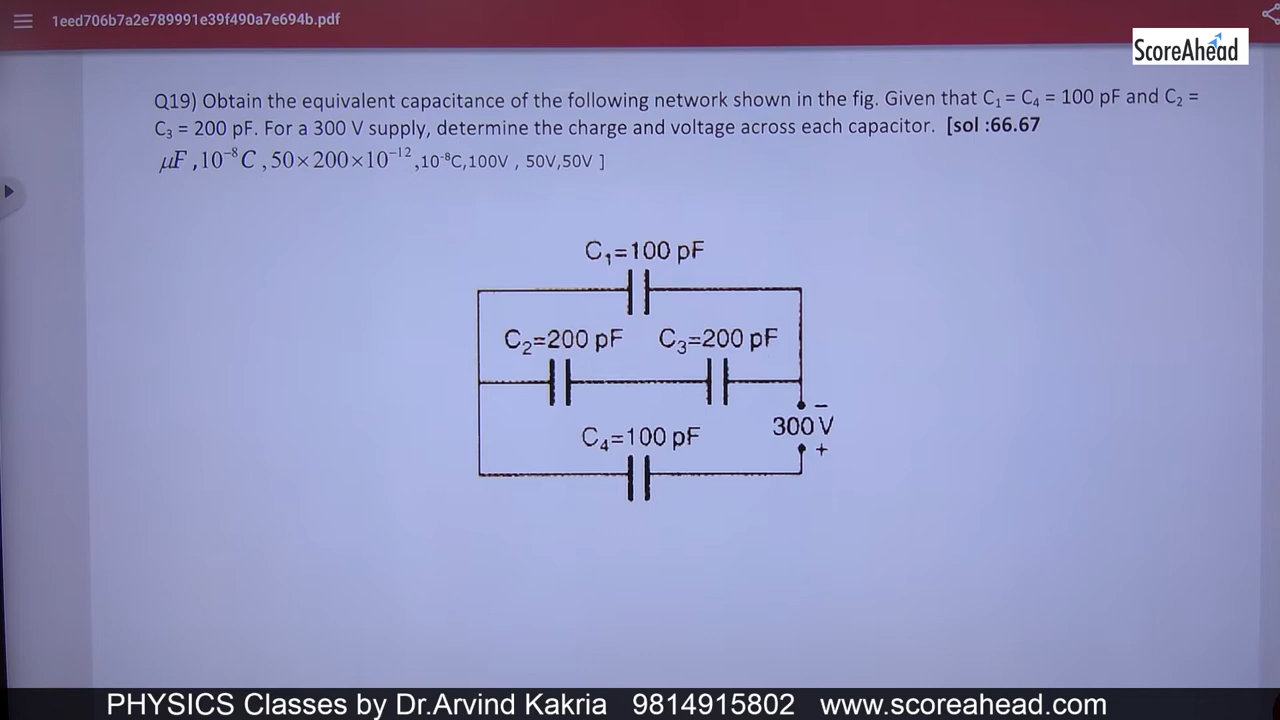 1eed706b7a2e789991e39f490a7e694b.pdf
ScoreAhead
Q19) Obtain the equivalent capacitance of the following network shown in the fig. Given that C₁ = C₄ = 100 pF and C₂ =
C₃ = 200 pF. For a 300 V supply, determine the charge and voltage across each capacitor. [sol :66.67
μF ,10⁻⁸C ,50×200×10⁻¹² ,10⁻⁸C,100V , 50V,50V ]
C₁=100 pF
C₂=200 pF C₃=200 pF
−
300 V
C₄=100 pF
+
PHYSICS Classes by Dr.Arvind Kakria 9814915802 www.scoreahead.com